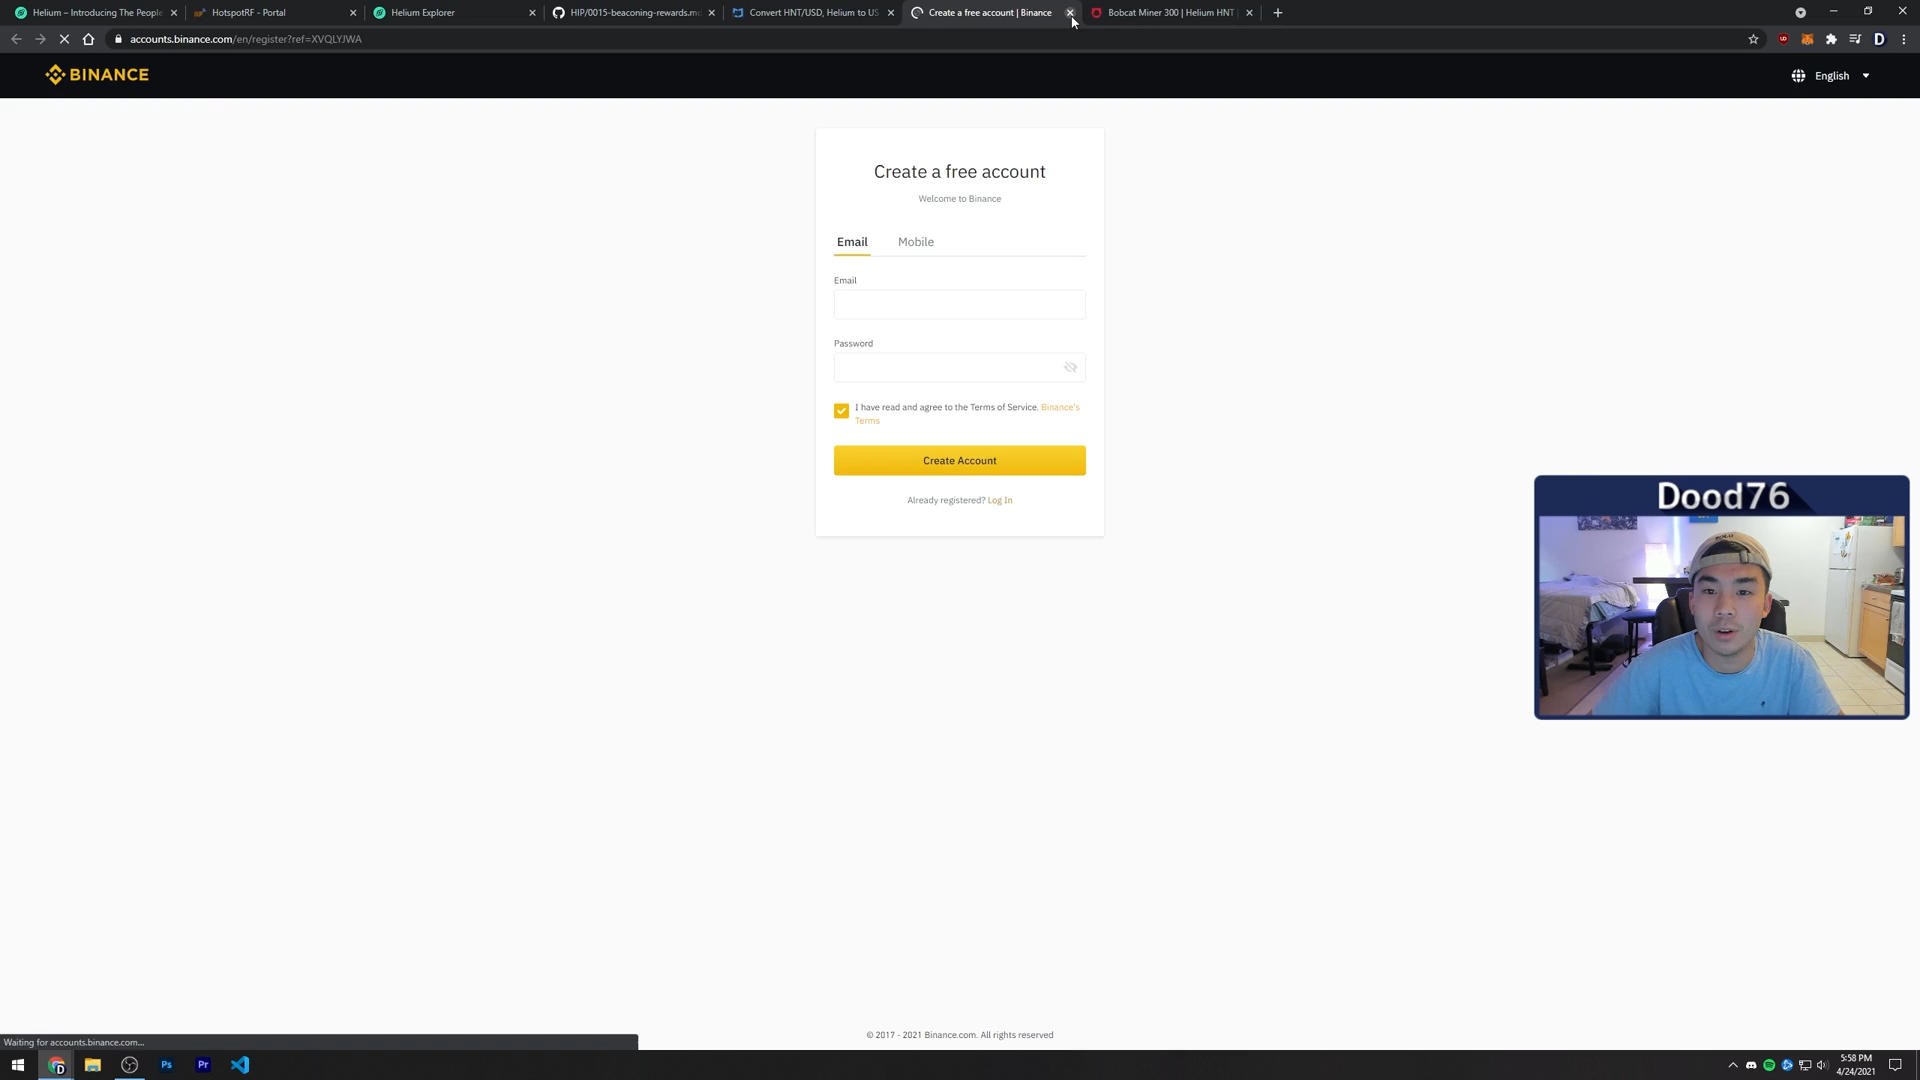 Helium – Introducing The People
HotspotRF - Portal
Helium Explorer
HIP/0015-beaconing-rewards.md
Convert HNT/USD, Helium to US
Create a free account | Binance
Bobcat Miner 300 | Helium HNT
accounts.binance.com/en/register?ref=XVQLYJWA
D
BINANCE
English
Create a free account
Welcome to Binance
Email Mobile
Email
Password
I have read and agree to the Terms of Service. Binance's
Terms
Create Account
Already registered? Log In
Dood76
© 2017 - 2021 Binance.com. All rights reserved
Waiting for accounts.binance.com...
D
Ps
Pr
5:58 PM
4/24/2021